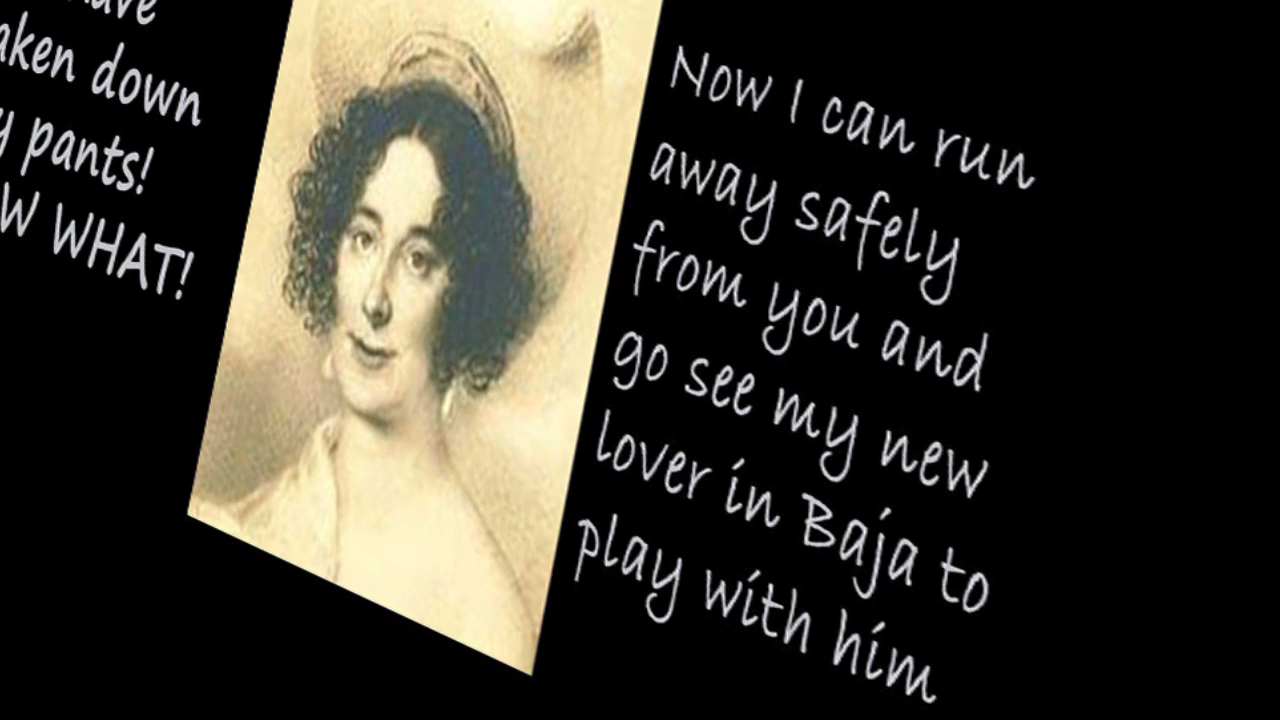 down
pants!
WHAT!
Now I can run
away safely
from you and
go see my new
lover in Baja to
play with him